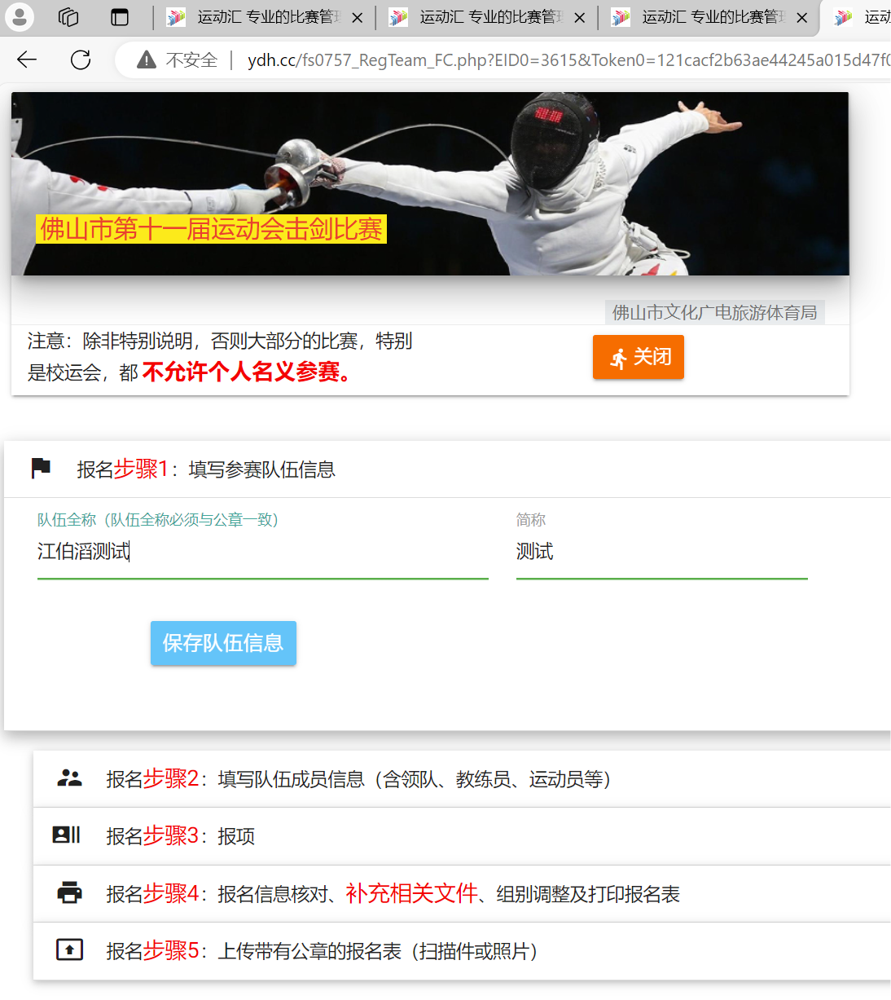 运动汇 专业的比赛管理
运动汇 专业的比赛管理
运动汇 专业的比赛管理
运动
不安全
ydh.cc/fs0757_RegTeam_FC.php?EID0=3615&Token0=121cacf2b63ae44245a015d47f0
佛山市第十一届运动会击剑比赛
佛山市文化广电旅游体育局
注意：除非特别说明，否则大部分的比赛，特别
是校运会，都 不允许个人名义参赛。
关闭
报名步骤1：填写参赛队伍信息
队伍全称（队伍全称必须与公章一致）
简称
江伯滔测试
测试
保存队伍信息
报名步骤2：填写队伍成员信息（含领队、教练员、运动员等）
报名步骤3：报项
报名步骤4：报名信息核对、补充相关文件、组别调整及打印报名表
报名步骤5：上传带有公章的报名表（扫描件或照片）